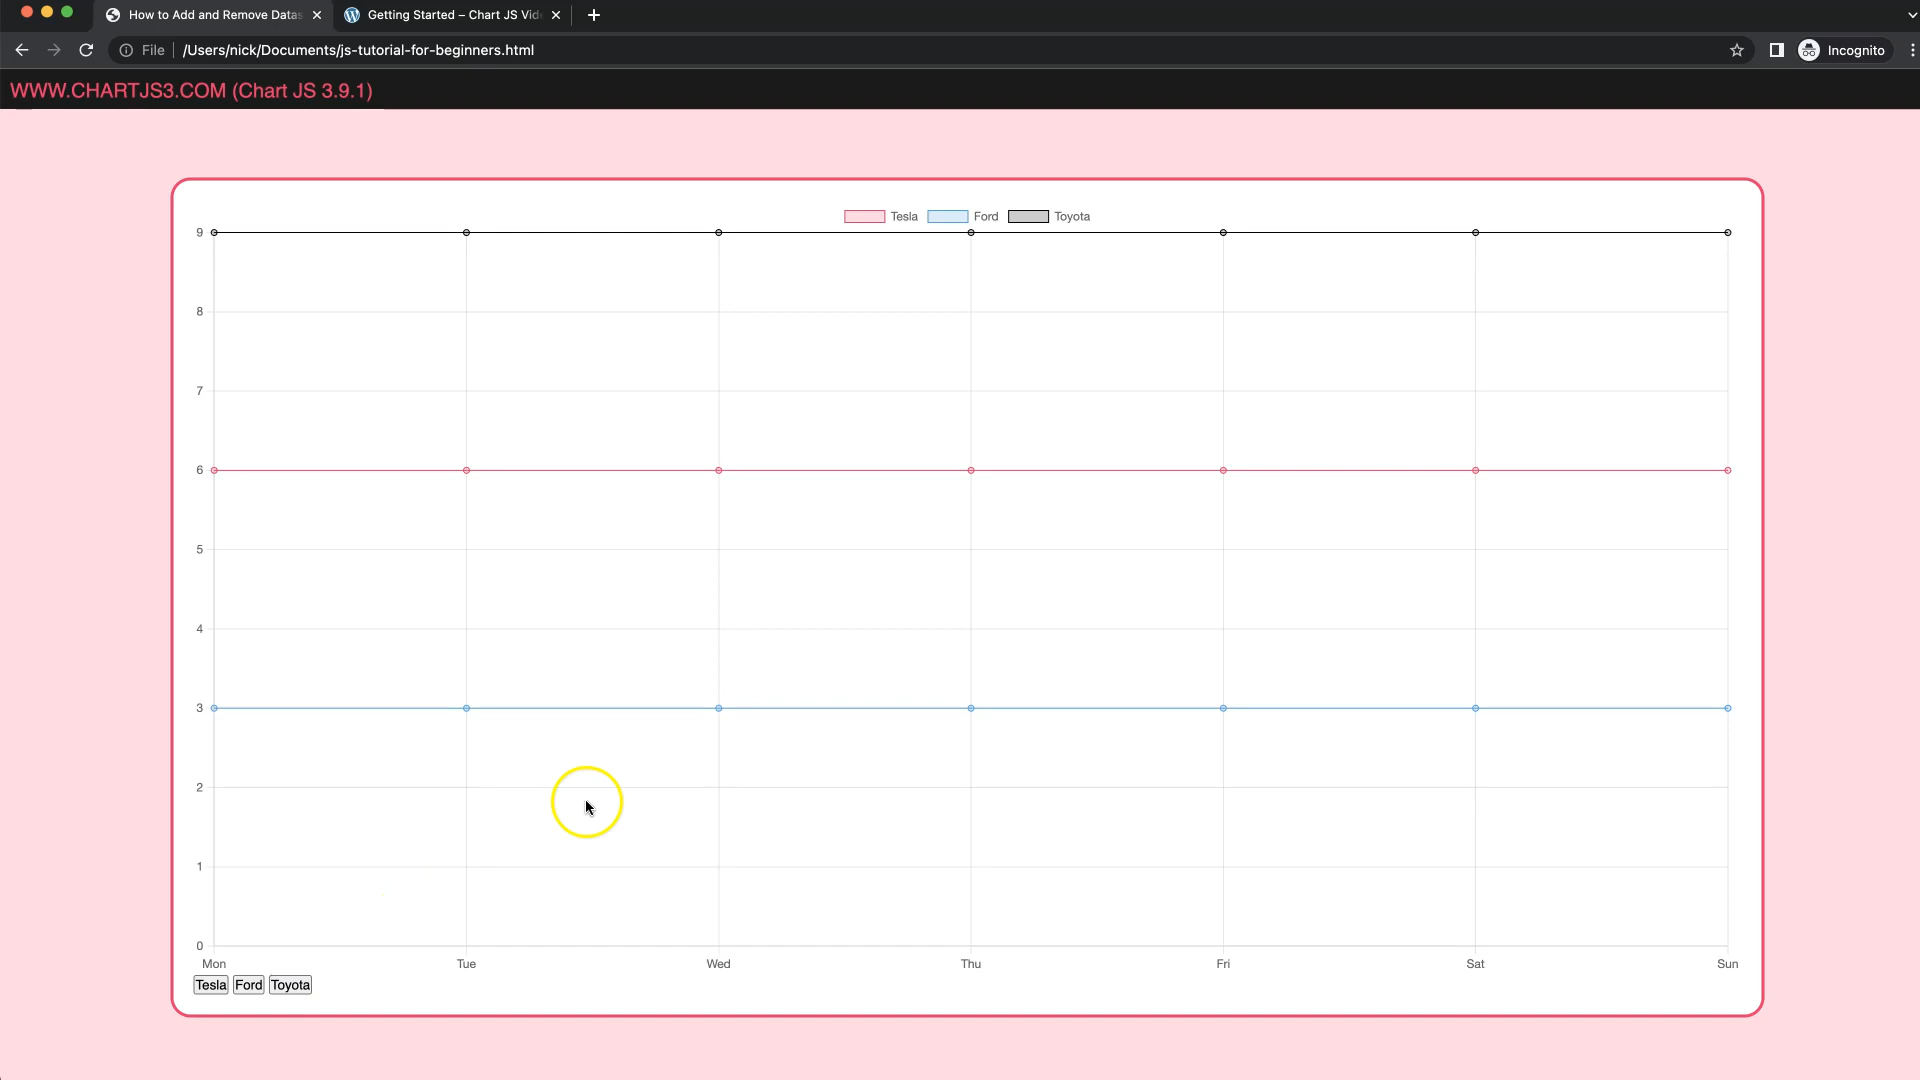 How to Add and Remove Datas
Getting Started – Chart JS Vid
File
/Users/nick/Documents/js-tutorial-for-beginners.html
Incognito
WWW.CHARTJS3.COM (Chart JS 3.9.1)
Tesla Ford Toyota
9
8
7
6
5
4
3
2
1
0
Mon Tue Wed Thu Fri Sat Sun
Tesla Ford Toyota